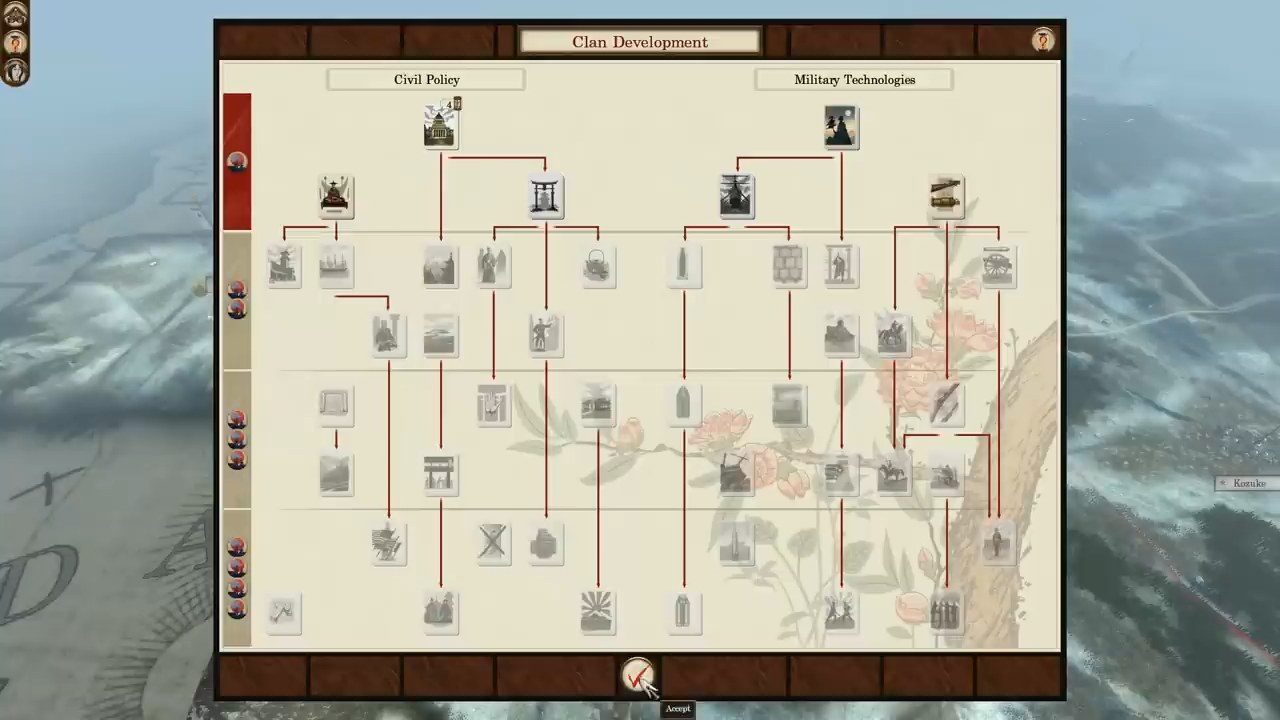 Clan Development
Civil Policy
Military Technologies
4
Kozuke
D
A
Accept